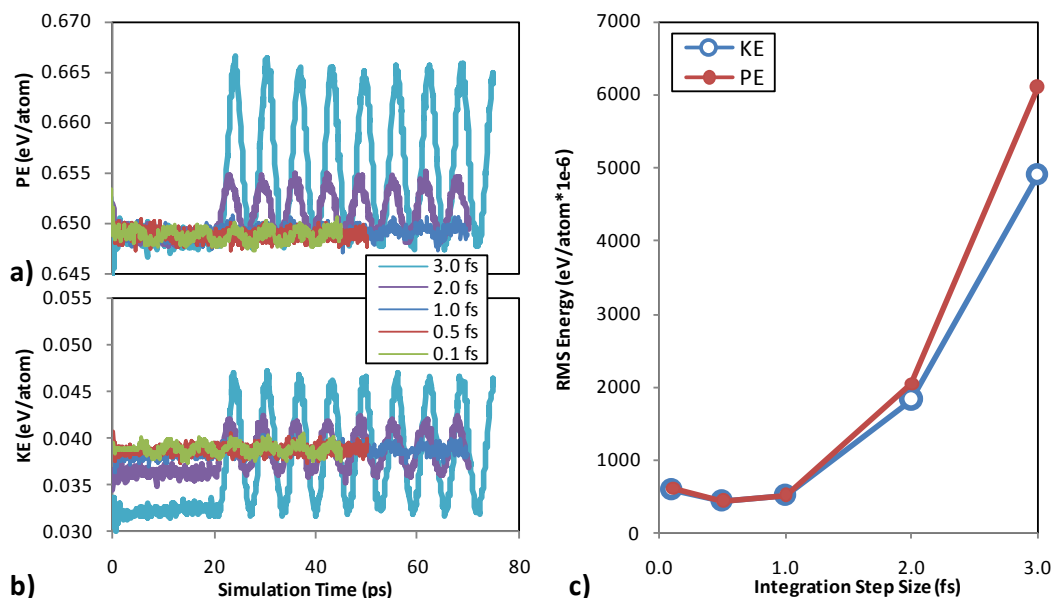 0.670
0.665
0.660
0.655
0.650
0.645
PE (eV/atom)
a)
3.0 fs
2.0 fs
1.0 fs
0.5 fs
0.1 fs
0.055
0.050
0.045
0.040
0.035
0.030
KE (eV/atom)
0 20 40 60 80
b)
Simulation Time (ps)
7000
6000
5000
4000
3000
2000
1000
0
RMS Energy (eV/atom*1e-6)
KE
PE
0.0 1.0 2.0 3.0
c)
Integration Step Size (fs)